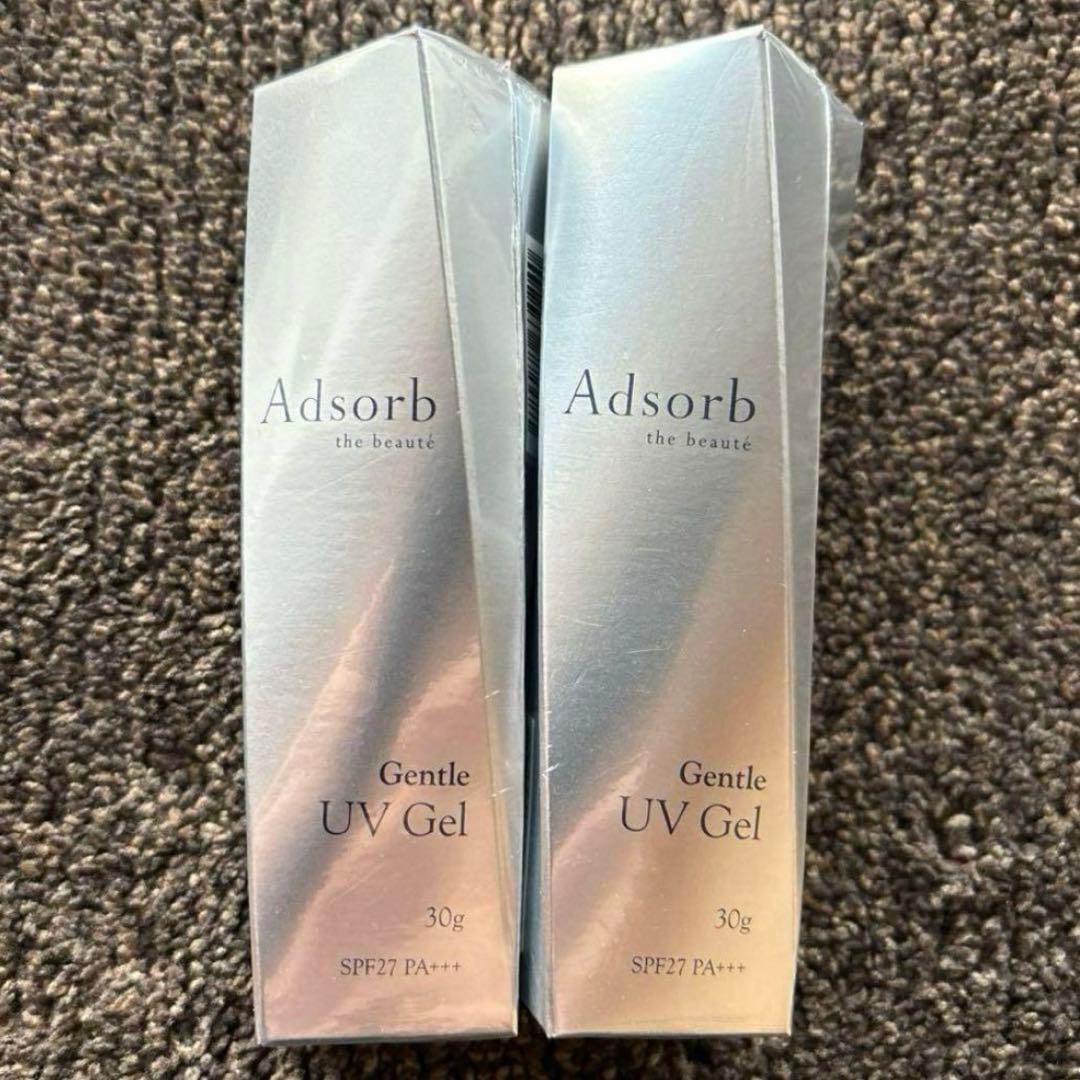 Adsorb
the beauté
Gentle
UV Gel
30g
SPF27 PA+++
Adsorb
the beauté
Gentle
UV Gel
30g
SPF27 PA+++